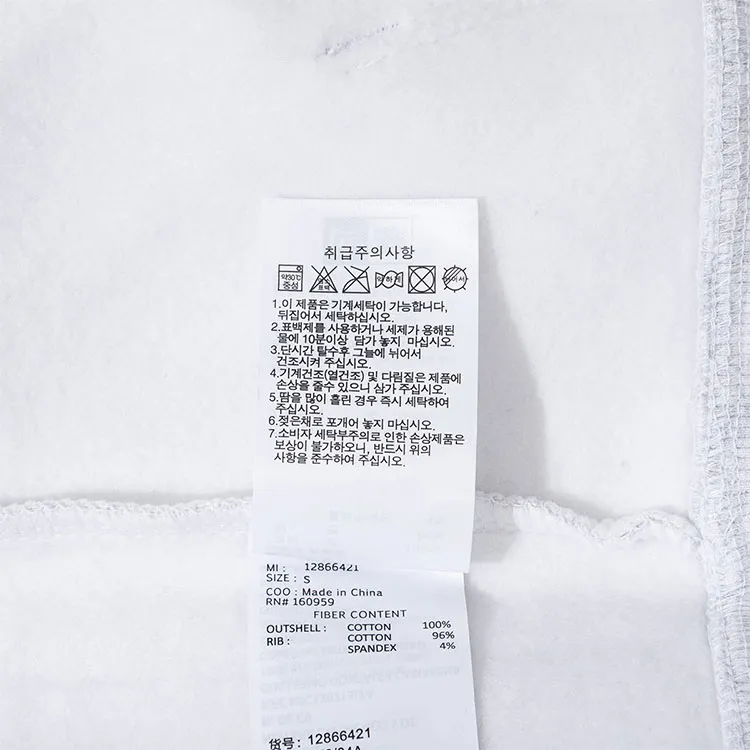 취급주의사항
약30℃
중성
약하게
1.이 제품은 기계세탁이 가능합니다,
뒤집어서 세탁하십시오.
2.표백제를 사용하거나 세제가 용해된
물에 10분이상 담가 놓지 마십시오.
3.단시간 탈수후 그늘에 뉘어서
건조시켜 주십시오.
4.기계건조(열건조) 및 다림질은 제품에
손상을 줄수 있으니 삼가 주십시오.
5.땀을 많이 흘린 경우 즉시 세탁하여
주십시오.
6.젖은채로 포개어 놓지 마십시오.
7.소비자 세탁부주의로 인한 손상제품은
보상이 불가하오니, 반드시 위의
사항을 준수하여 주십시오.
MI : 12866421
SIZE : S
COO : Made in China
RN# 160959
FIBER CONTENT
OUTSHELL : COTTON 100%
RIB : COTTON 96%
SPANDEX 4%
货号: 12866421